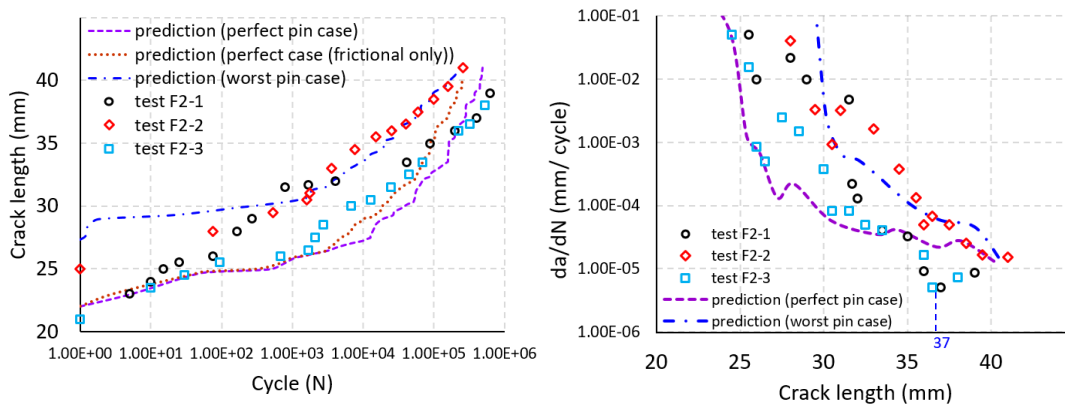 prediction (perfect pin case)
prediction (perfect case (frictional only))
prediction (worst pin case)
test F2-1
test F2-2
test F2-3
Crack length (mm)
40
35
30
25
20
1.00E+00 1.00E+01 1.00E+02 1.00E+03 1.00E+04 1.00E+05 1.00E+06
Cycle (N)
da/dN (mm/ cycle)
1.00E-01
1.00E-02
1.00E-03
1.00E-04
1.00E-05
1.00E-06
test F2-1
test F2-2
test F2-3
prediction (perfect pin case)
prediction (worst pin case)
37
20 25 30 35 40
Crack length (mm)